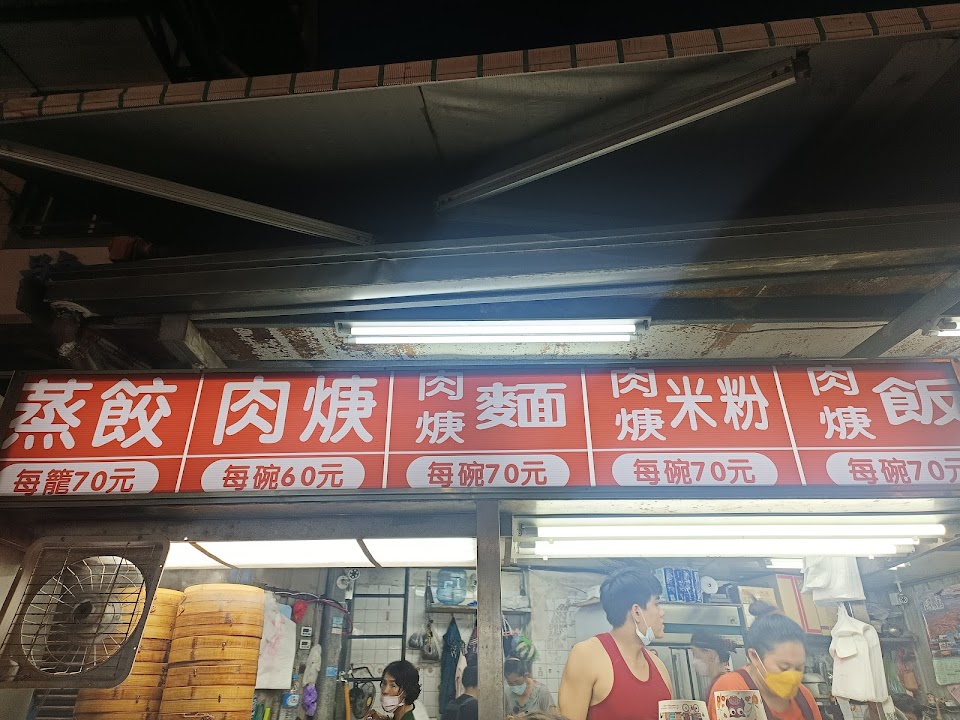 蒸餃
每籠70元
肉焿
每碗60元
肉焿麵
每碗70元
肉焿米粉
每碗70元
肉焿飯
每碗70元